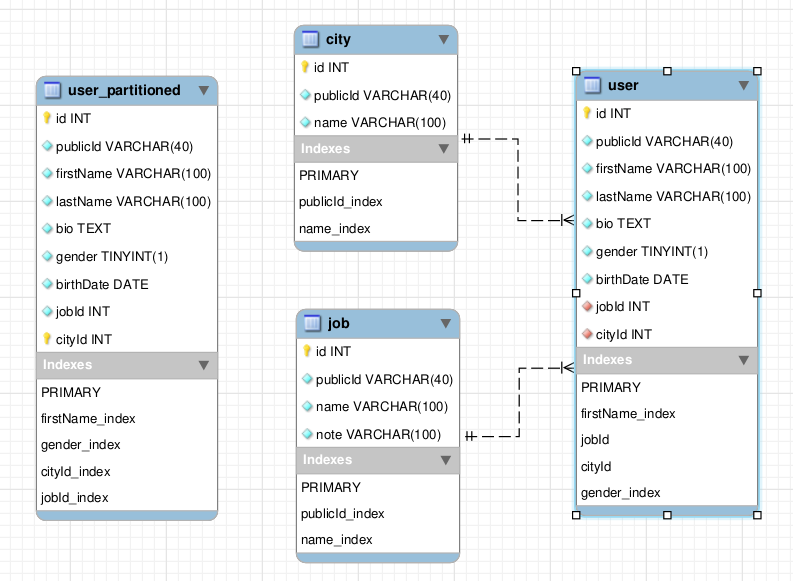 user_partitioned
id INT
publicId VARCHAR(40)
firstName VARCHAR(100)
lastName VARCHAR(100)
bio TEXT
gender TINYINT(1)
birthDate DATE
jobId INT
cityId INT
Indexes
PRIMARY
firstName_index
gender_index
cityId_index
jobId_index
city
id INT
publicId VARCHAR(40)
name VARCHAR(100)
Indexes
PRIMARY
publicId_index
name_index
job
id INT
publicId VARCHAR(40)
name VARCHAR(100)
note VARCHAR(100)
Indexes
PRIMARY
publicId_index
name_index
user
id INT
publicId VARCHAR(40)
firstName VARCHAR(100)
lastName VARCHAR(100)
bio TEXT
gender TINYINT(1)
birthDate DATE
jobId INT
cityId INT
Indexes
PRIMARY
firstName_index
jobId
cityId
gender_index